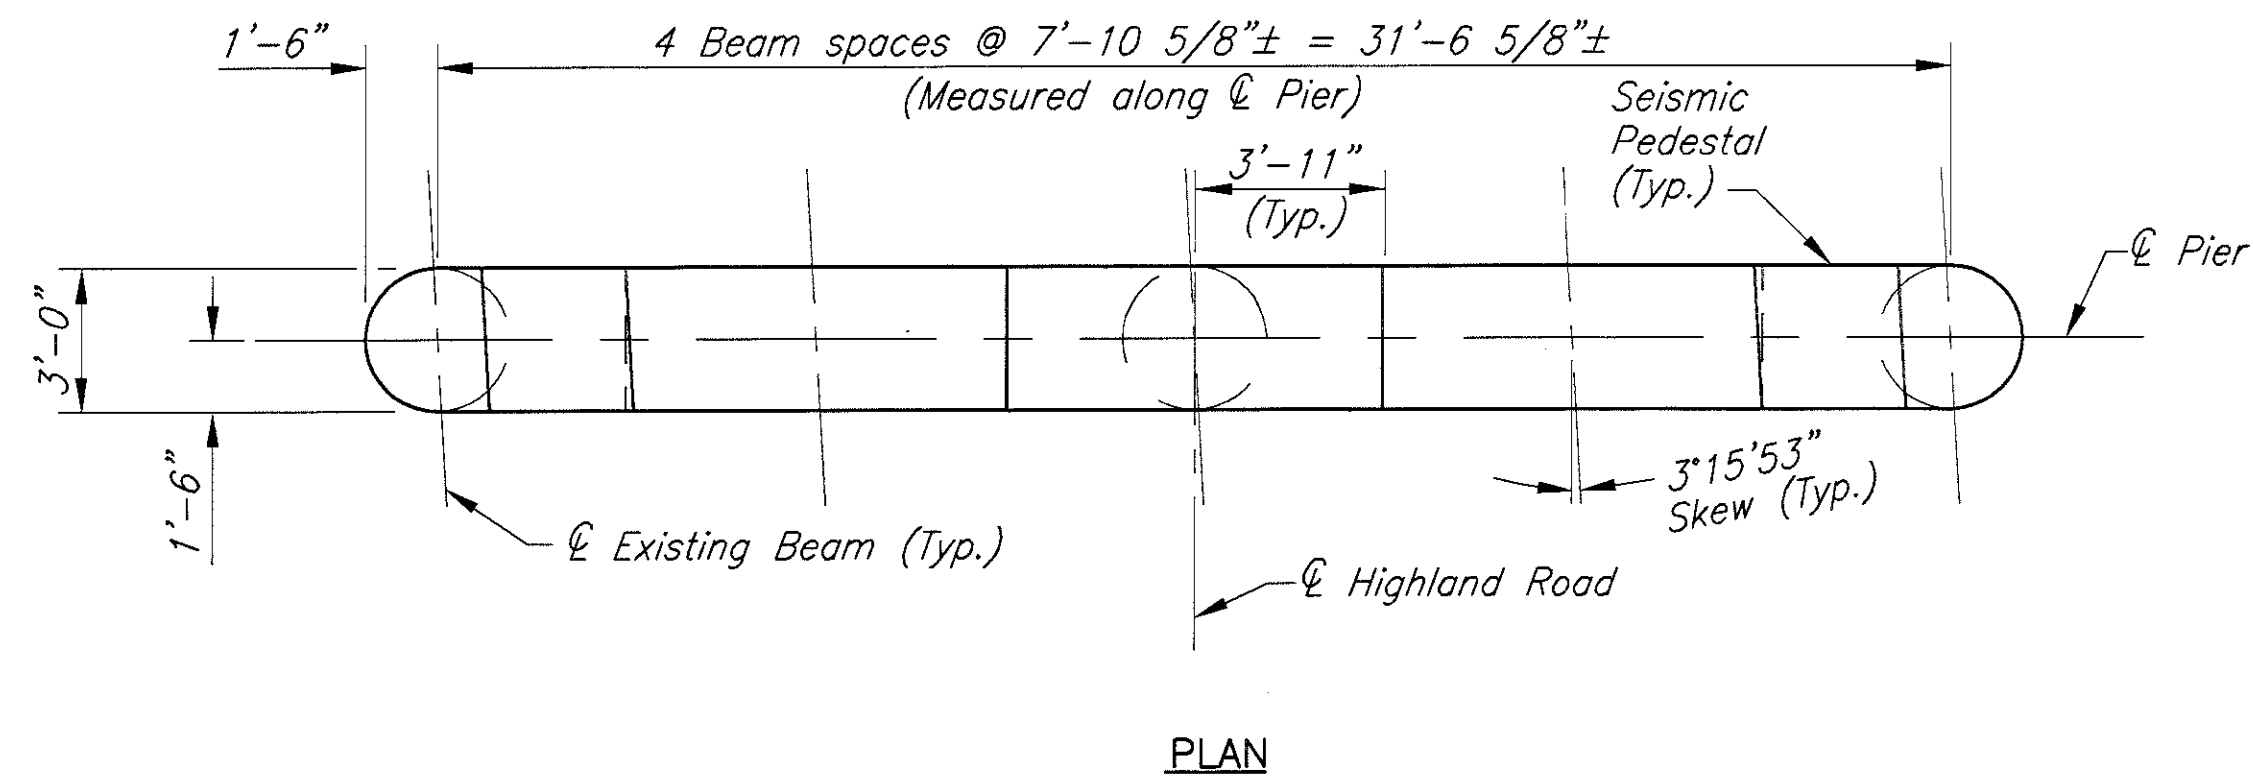 1'-6"
4 Beam spaces @ 7'-10 5/8"± = 31'-6 5/8"±
(Measured along ℄ Pier)
Seismic
Pedestal
(Typ.)
3'-11"
(Typ.)
℄ Pier
3'-0"
1'-6"
3°15'53"
Skew (Typ.)
℄ Existing Beam (Typ.)
℄ Highland Road
PLAN